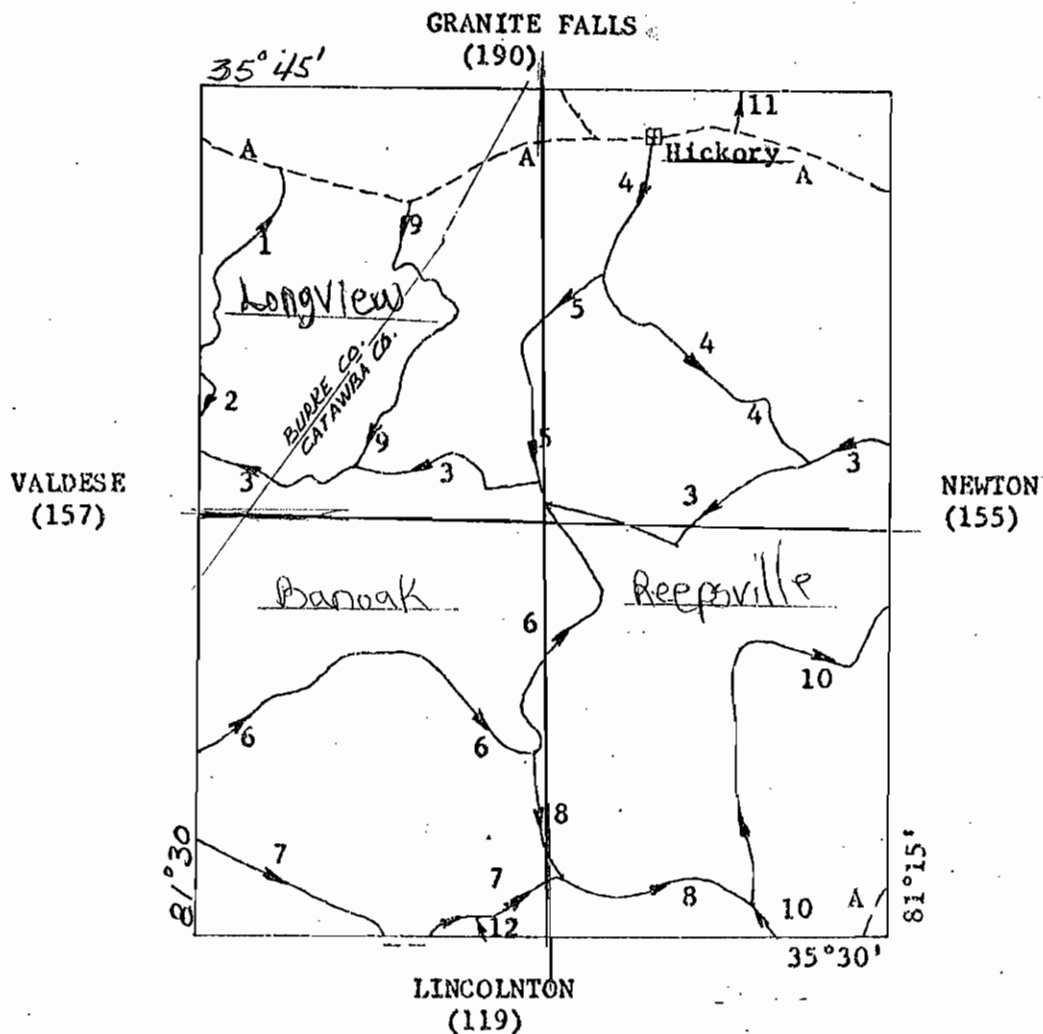 GRANITE FALLS
(190)
35°45'
11
A
A
Hickory
A
4
9
1
5
Longview
4
BURKE CO.
CATAWBA CO.
2
4
9
5
3
3
3
3
VALDESE
(157)
NEWTON
(155)
Banoak
Reepsville
6
10
6
6
8
81°30
7
7
8
A
81°15'
12
10
35°30'
LINCOLNTON
(119)